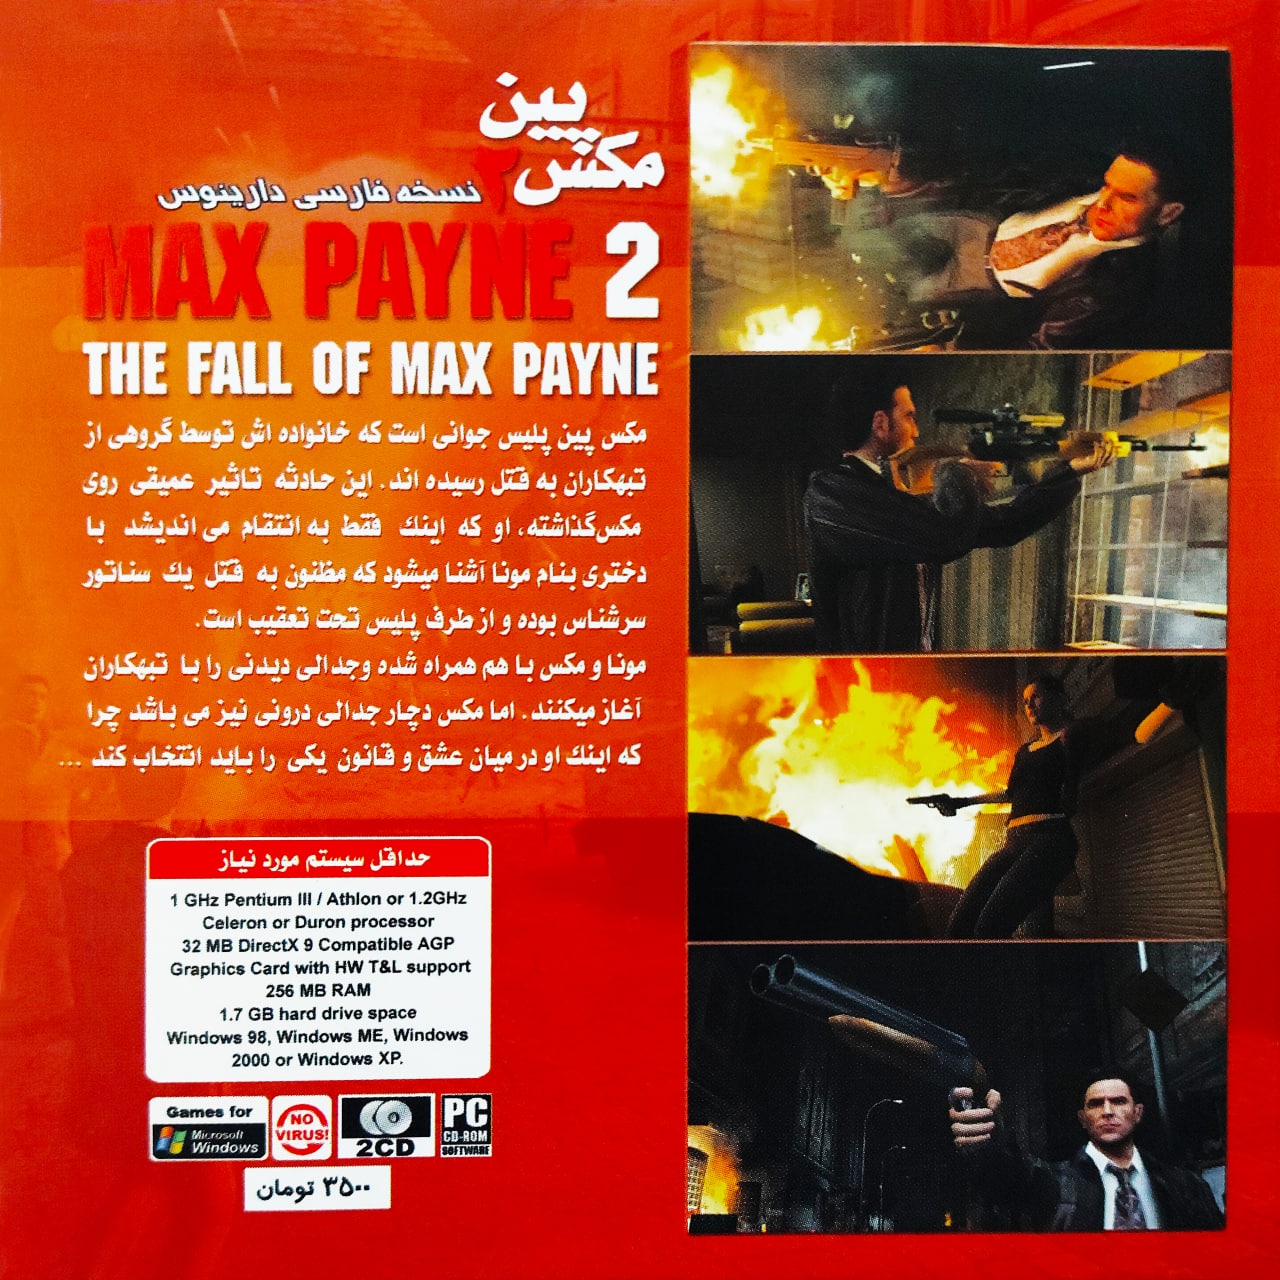 پین
مکس ۲
نسخه فارسی دارینوس
MAX PAYNE 2
THE FALL OF MAX PAYNE
مکس پین پلیس جوانی است که خانواده اش توسط گروهی از
تبهکاران به قتل رسیده اند. این حادثه تاثیر عمیقی روی
مکس‌گذاشته، او که اینك فقط به انتقام می اندیشد با
دختری بنام مونا آشنا میشود که مظنون به قتل یك سناتور
سرشناس بوده و از طرف پلیس تحت تعقیب است.
مونا و مکس با هم همراه شده وجدالی دیدنی را با تبهکاران
آغاز میکنند. اما مکس دچار جدالی درونی نیز می باشد چرا
که اینك او در میان عشق و قانون یکی را باید انتخاب کند ...
حداقل سیستم مورد نیاز
1 GHz Pentium III / Athlon or 1.2GHz
Celeron or Duron processor
32 MB DirectX 9 Compatible AGP
Graphics Card with HW T&L support
256 MB RAM
1.7 GB hard drive space
Windows 98, Windows ME, Windows
2000 or Windows XP.
Games for
Microsoft
Windows
NO
VIRUS!
2CD
PC
CD-ROM
SOFTWARE
۳۵۰۰ تومان